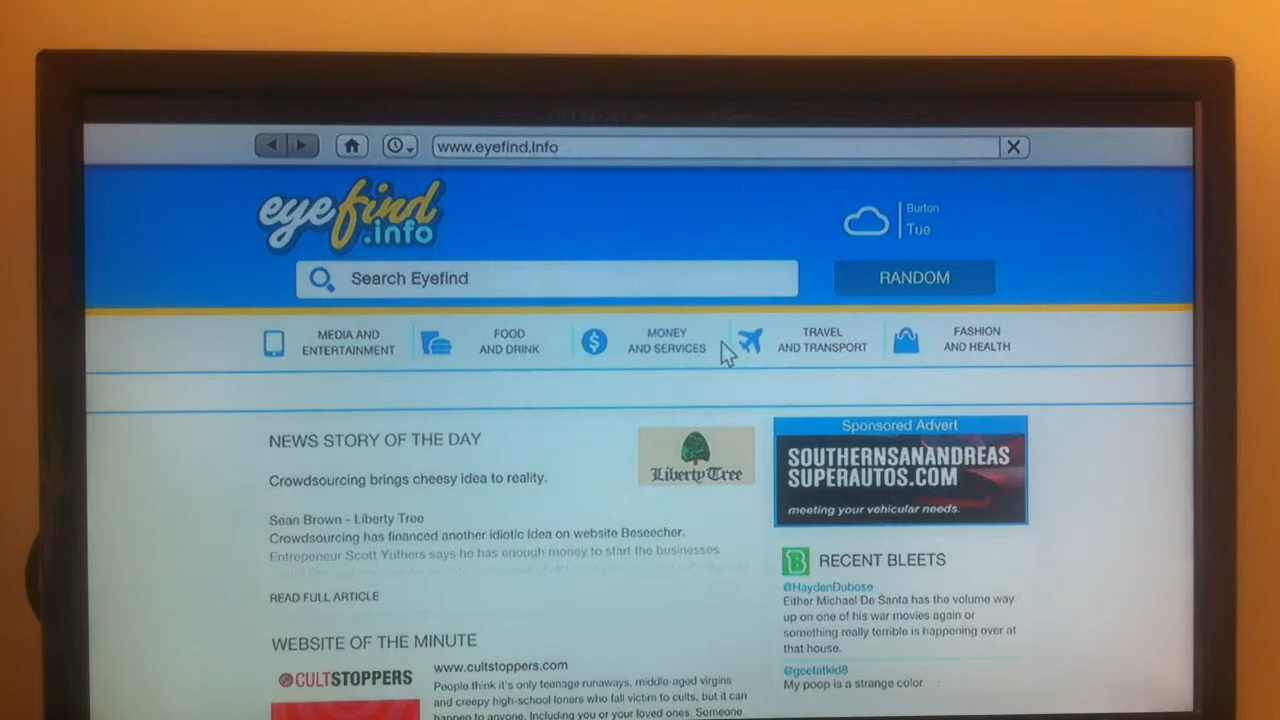 www.eyefind.info
eyefind
.info
Burton
Tue
Search Eyefind
RANDOM
MEDIA AND
ENTERTAINMENT
FOOD
AND DRINK
MONEY
AND SERVICES
TRAVEL
AND TRANSPORT
FASHION
AND HEALTH
NEWS STORY OF THE DAY
Liberty Tree
Crowdsourcing brings cheesy idea to reality.
Sean Brown - Liberty Tree
Crowdsourcing has financed another idiotic idea on website Beseecher.
Entrepeneur Scott Yuthers says he has enough money to start the businesses
READ FULL ARTICLE
WEBSITE OF THE MINUTE
CULTSTOPPERS
www.cultstoppers.com
People think it's only teenage runaways, middle-aged virgins
and creepy high-school loners who fall victim to cults, but it can
happen to anyone. Including you or your loved ones. Someone
Sponsored Advert
SOUTHERNSANANDREAS
SUPERAUTOS.COM
meeting your vehicular needs.
B
RECENT BLEETS
@HaydenDubose
Either Michael De Santa has the volume way
up on one of his war movies again or
something really terrible is happening over at
that house.
@geetatkid8
My poop is a strange color